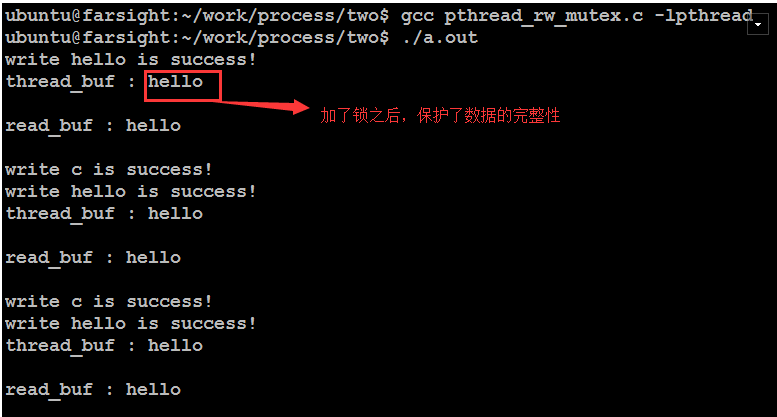 ubuntu@farsight:~/work/process/two$ gcc pthread_rw_mutex.c -lpthread
ubuntu@farsight:~/work/process/two$ ./a.out
write hello is success!
thread_buf : hello
加了锁之后，保护了数据的完整性
read_buf : hello
write c is success!
write hello is success!
thread_buf : hello
read_buf : hello
write c is success!
write hello is success!
thread_buf : hello
read_buf : hello